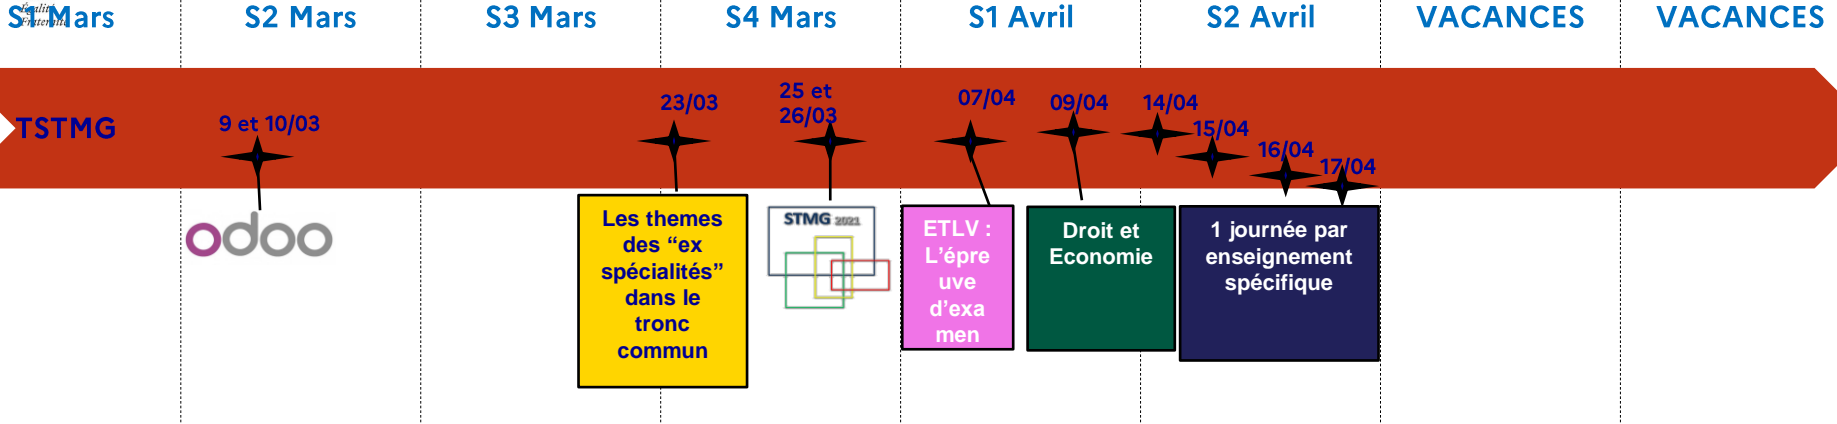 Égalité
Fraternité
S1 Mars
S2 Mars
S3 Mars
S4 Mars
S1 Avril
S2 Avril
VACANCES
VACANCES
TSTMG
9 et 10/03
23/03
25 et
26/03
07/04
09/04
14/04
15/04
16/04
17/04
odoo
Les themes
des “ex
spécialités”
dans le
tronc
commun
STMG 2021
ETLV :
L’épre
uve
d’exa
men
Droit et
Economie
1 journée par
enseignement
spécifique